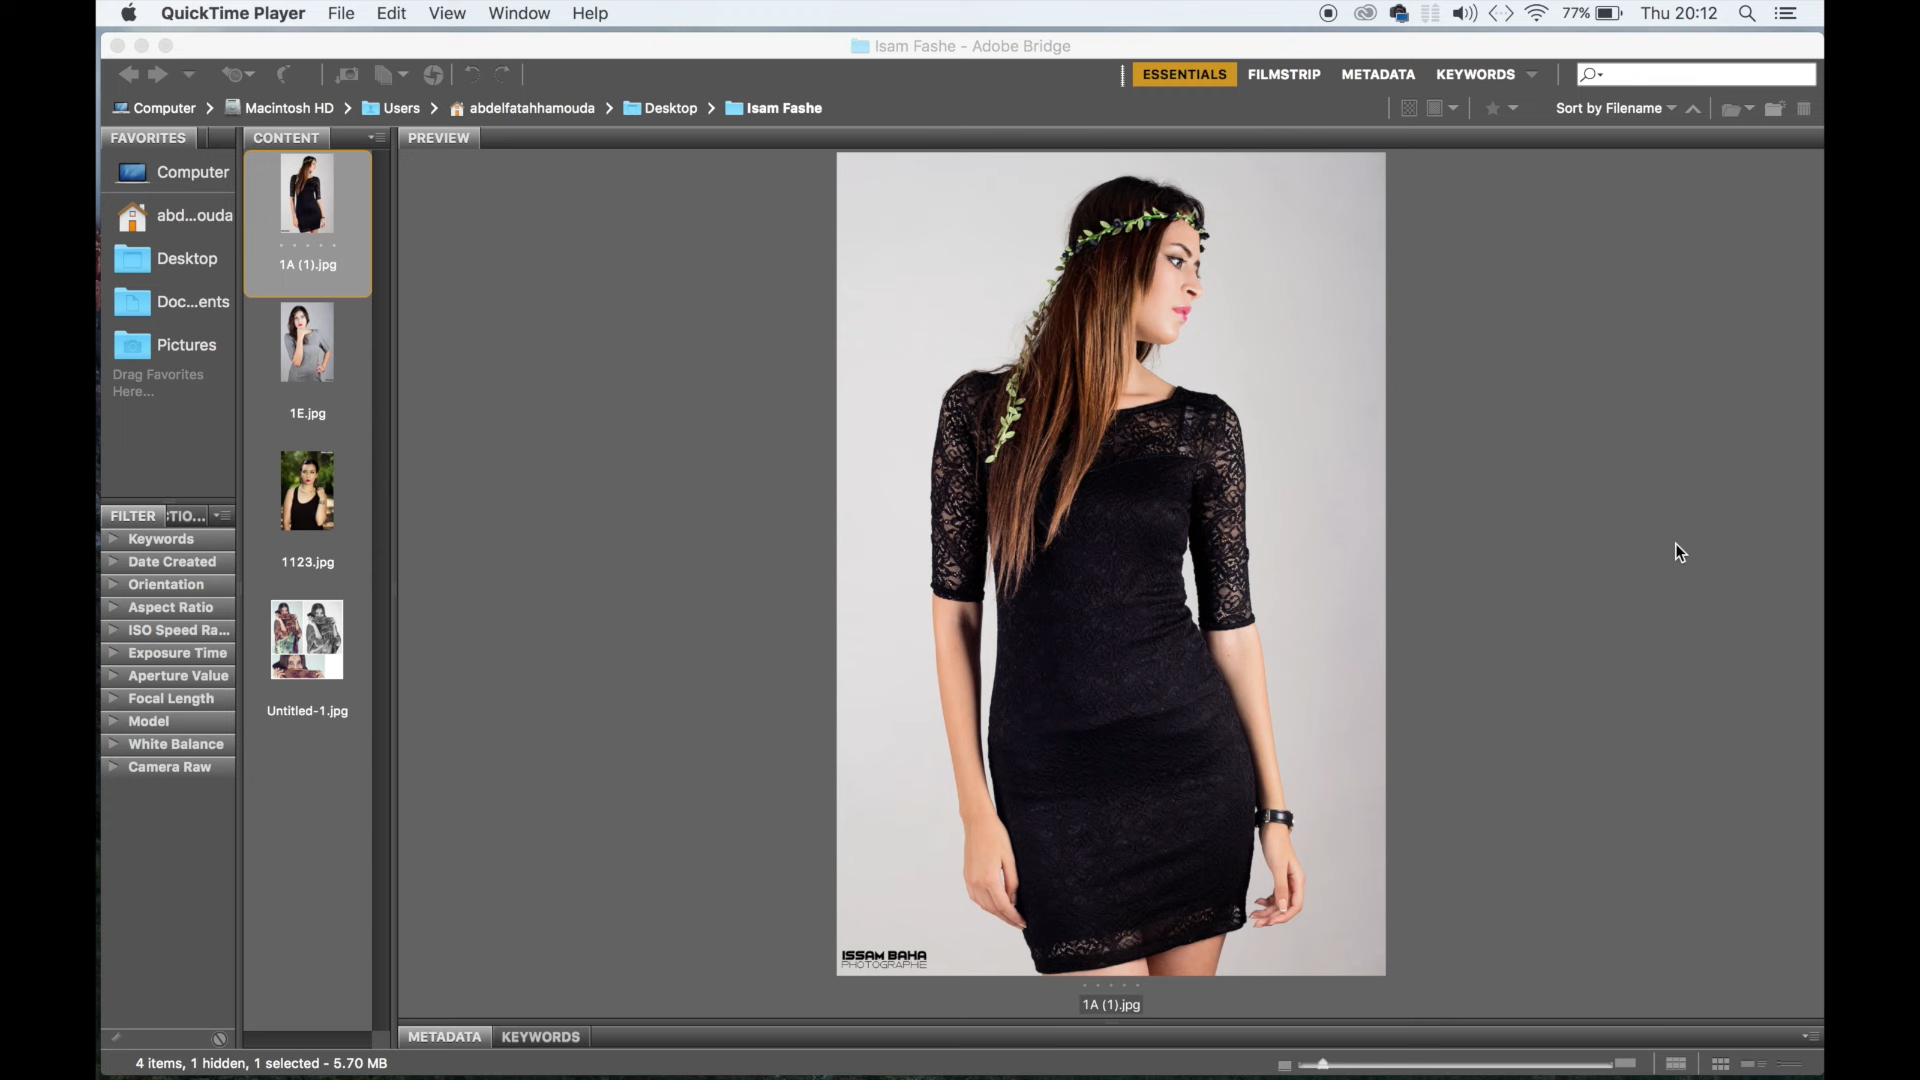 QuickTime Player File Edit View Window Help 77% Thu 20:12
Isam Fashe - Adobe Bridge
ESSENTIALS FILMSTRIP METADATA KEYWORDS
Computer Macintosh HD Users abdelfatahhamouda Desktop Isam Fashe Sort by Filename
FAVORITES CONTENT PREVIEW
Computer
abd...ouda
Desktop
Doc...ents
Pictures
Drag Favorites
Here...
FILTER :TIO...
Keywords
Date Created
Orientation
Aspect Ratio
ISO Speed Ra...
Exposure Time
Aperture Value
Focal Length
Model
White Balance
Camera Raw
1A (1).jpg
1E.jpg
1123.jpg
Untitled-1.jpg
ISSAM BAHA
PHOTOGRAPHE
1A (1).jpg
METADATA KEYWORDS
4 items, 1 hidden, 1 selected - 5.70 MB